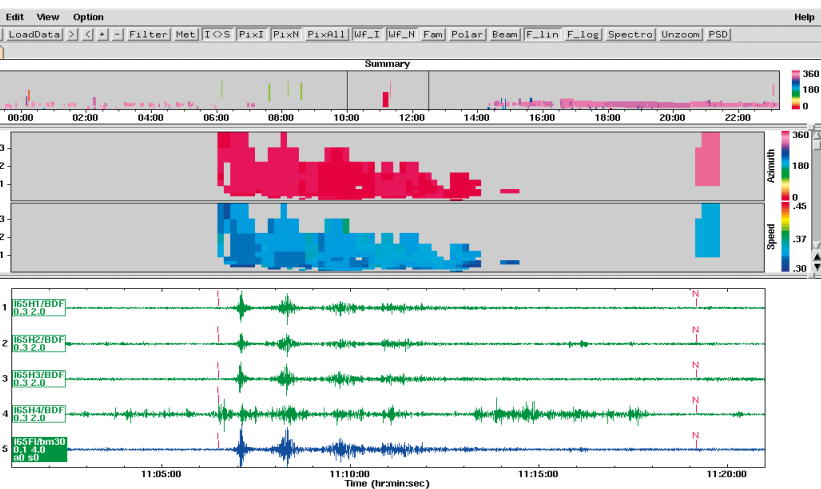 Edit View Option Help
LoadData > < + - Filter Met I<>S PixI PixN PixAll Wf_I Wf_N Fam Polar Beam F_lin F_log Spectro Unzoom PSD
Summary
360
180
0
00:00 02:00 04:00 06:00 08:00 10:00 12:00 14:00 16:00 18:00 20:00 22:00
3
2
1
Azimuth
360
180
0
3
2
1
Speed
.45
.37
.30
I N
1 I65H1/BDF
0.3 2.0
I N
2 I65H2/BDF
0.3 2.0
I N
3 I65H3/BDF
0.3 2.0
I N
4 I65H4/BDF
0.3 2.0
I N
5 I65Fl/bm30
0.1 4.0
a0 s0
11:05:00 11:10:00 11:15:00 11:20:00
Time (hr:min:sec)